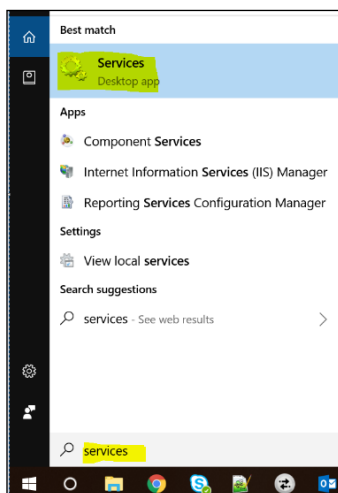 Best match
Services
Desktop app
Apps
Component Services
Internet Information Services (IIS) Manager
Reporting Services Configuration Manager
Settings
View local services
Search suggestions
services - See web results
services